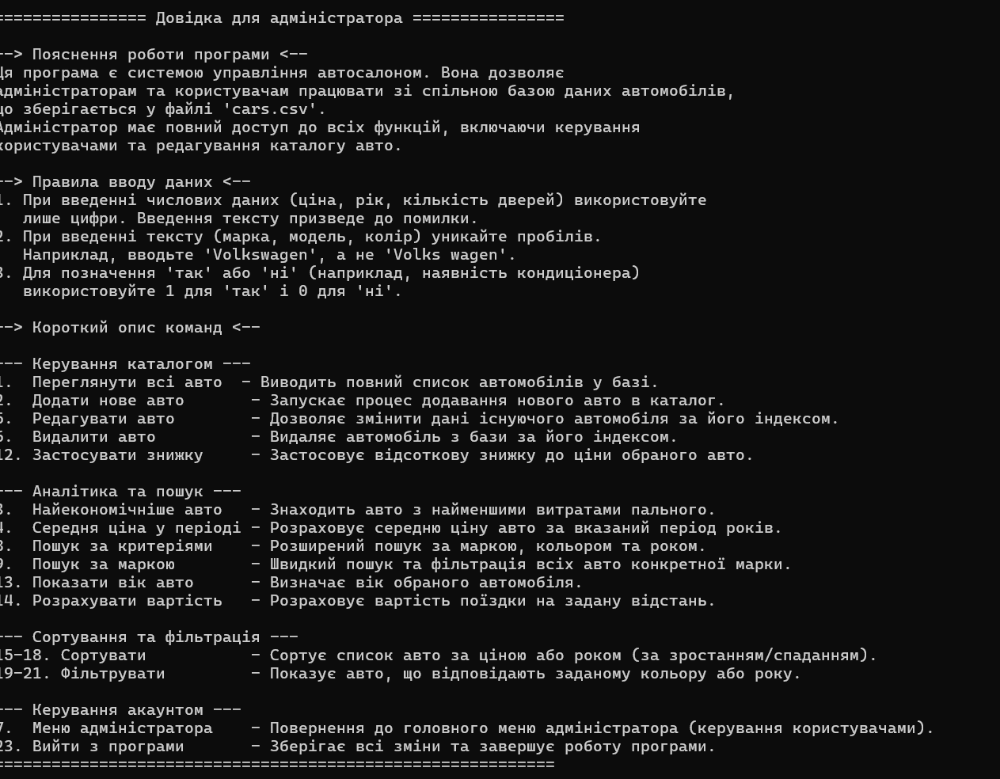 ================ Довідка для адміністратора ================
--> Пояснення роботи програми <--
Ця програма є системою управління автосалоном. Вона дозволяє
адміністраторам та користувачам працювати зі спільною базою даних автомобілів,
що зберігається у файлі 'cars.csv'.
Адміністратор має повний доступ до всіх функцій, включаючи керування
користувачами та редагування каталогу авто.
--> Правила вводу даних <--
1. При введенні числових даних (ціна, рік, кількість дверей) використовуйте
лише цифри. Введення тексту призведе до помилки.
2. При введенні тексту (марка, модель, колір) уникайте пробілів.
Наприклад, вводьте 'Volkswagen', а не 'Volks wagen'.
3. Для позначення 'так' або 'ні' (наприклад, наявність кондиціонера)
використовуйте 1 для 'так' і 0 для 'ні'.
--> Короткий опис команд <--
--- Керування каталогом ---
1. Переглянути всі авто - Виводить повний список автомобілів у базі.
2. Додати нове авто - Запускає процес додавання нового авто в каталог.
5. Редагувати авто - Дозволяє змінити дані існуючого автомобіля за його індексом.
6. Видалити авто - Видаляє автомобіль з бази за його індексом.
12. Застосувати знижку - Застосовує відсоткову знижку до ціни обраного авто.
--- Аналітика та пошук ---
3. Найекономічніше авто - Знаходить авто з найменшими витратами пального.
4. Середня ціна у періоді - Розраховує середню ціну авто за вказаний період років.
8. Пошук за критеріями - Розширений пошук за маркою, кольором та роком.
9. Пошук за маркою - Швидкий пошук та фільтрація всіх авто конкретної марки.
13. Показати вік авто - Визначає вік обраного автомобіля.
14. Розрахувати вартість - Розраховує вартість поїздки на задану відстань.
--- Сортування та фільтрація ---
15-18. Сортувати - Сортує список авто за ціною або роком (за зростанням/спаданням).
19-21. Фільтрувати - Показує авто, що відповідають заданому кольору або року.
--- Керування акаунтом ---
7. Меню адміністратора - Повернення до головного меню адміністратора (керування користувачами).
23. Вийти з програми - Зберігає всі зміни та завершує роботу програми.
===========================================================